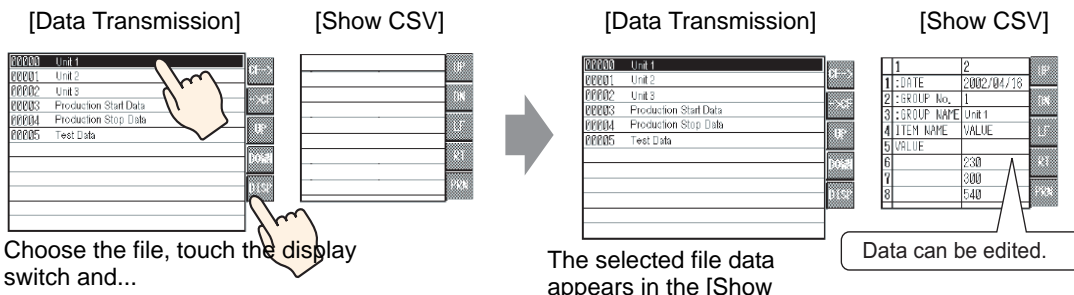 [Data Transmission] [Show CSV]
00000 Unit 1
00001 Unit 2
00002 Unit 3
00003 Production Start Data
00004 Production Stop Data
00005 Test Data
CF-->
-->CF
UP
DOWN
DISP
UP
DN
LF
RT
PRN
Choose the file, touch the display
switch and...
[Data Transmission] [Show CSV]
00000 Unit 1
00001 Unit 2
00002 Unit 3
00003 Production Start Data
00004 Production Stop Data
00005 Test Data
CF-->
-->CF
UP
DOWN
DISP
1 2
1 :DATE 2002/04/16
2 :GROUP No. 1
3 :GROUP NAME Unit 1
4 ITEM NAME VALUE
5 VALUE
6 230
7 300
8 540
UP
DN
LF
RT
PRN
Data can be edited.
The selected file data
appears in the [Show